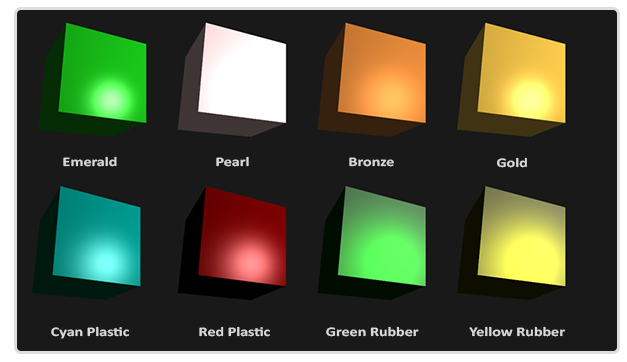 Emerald
Pearl
Bronze
Gold
Cyan Plastic
Red Plastic
Green Rubber
Yellow Rubber